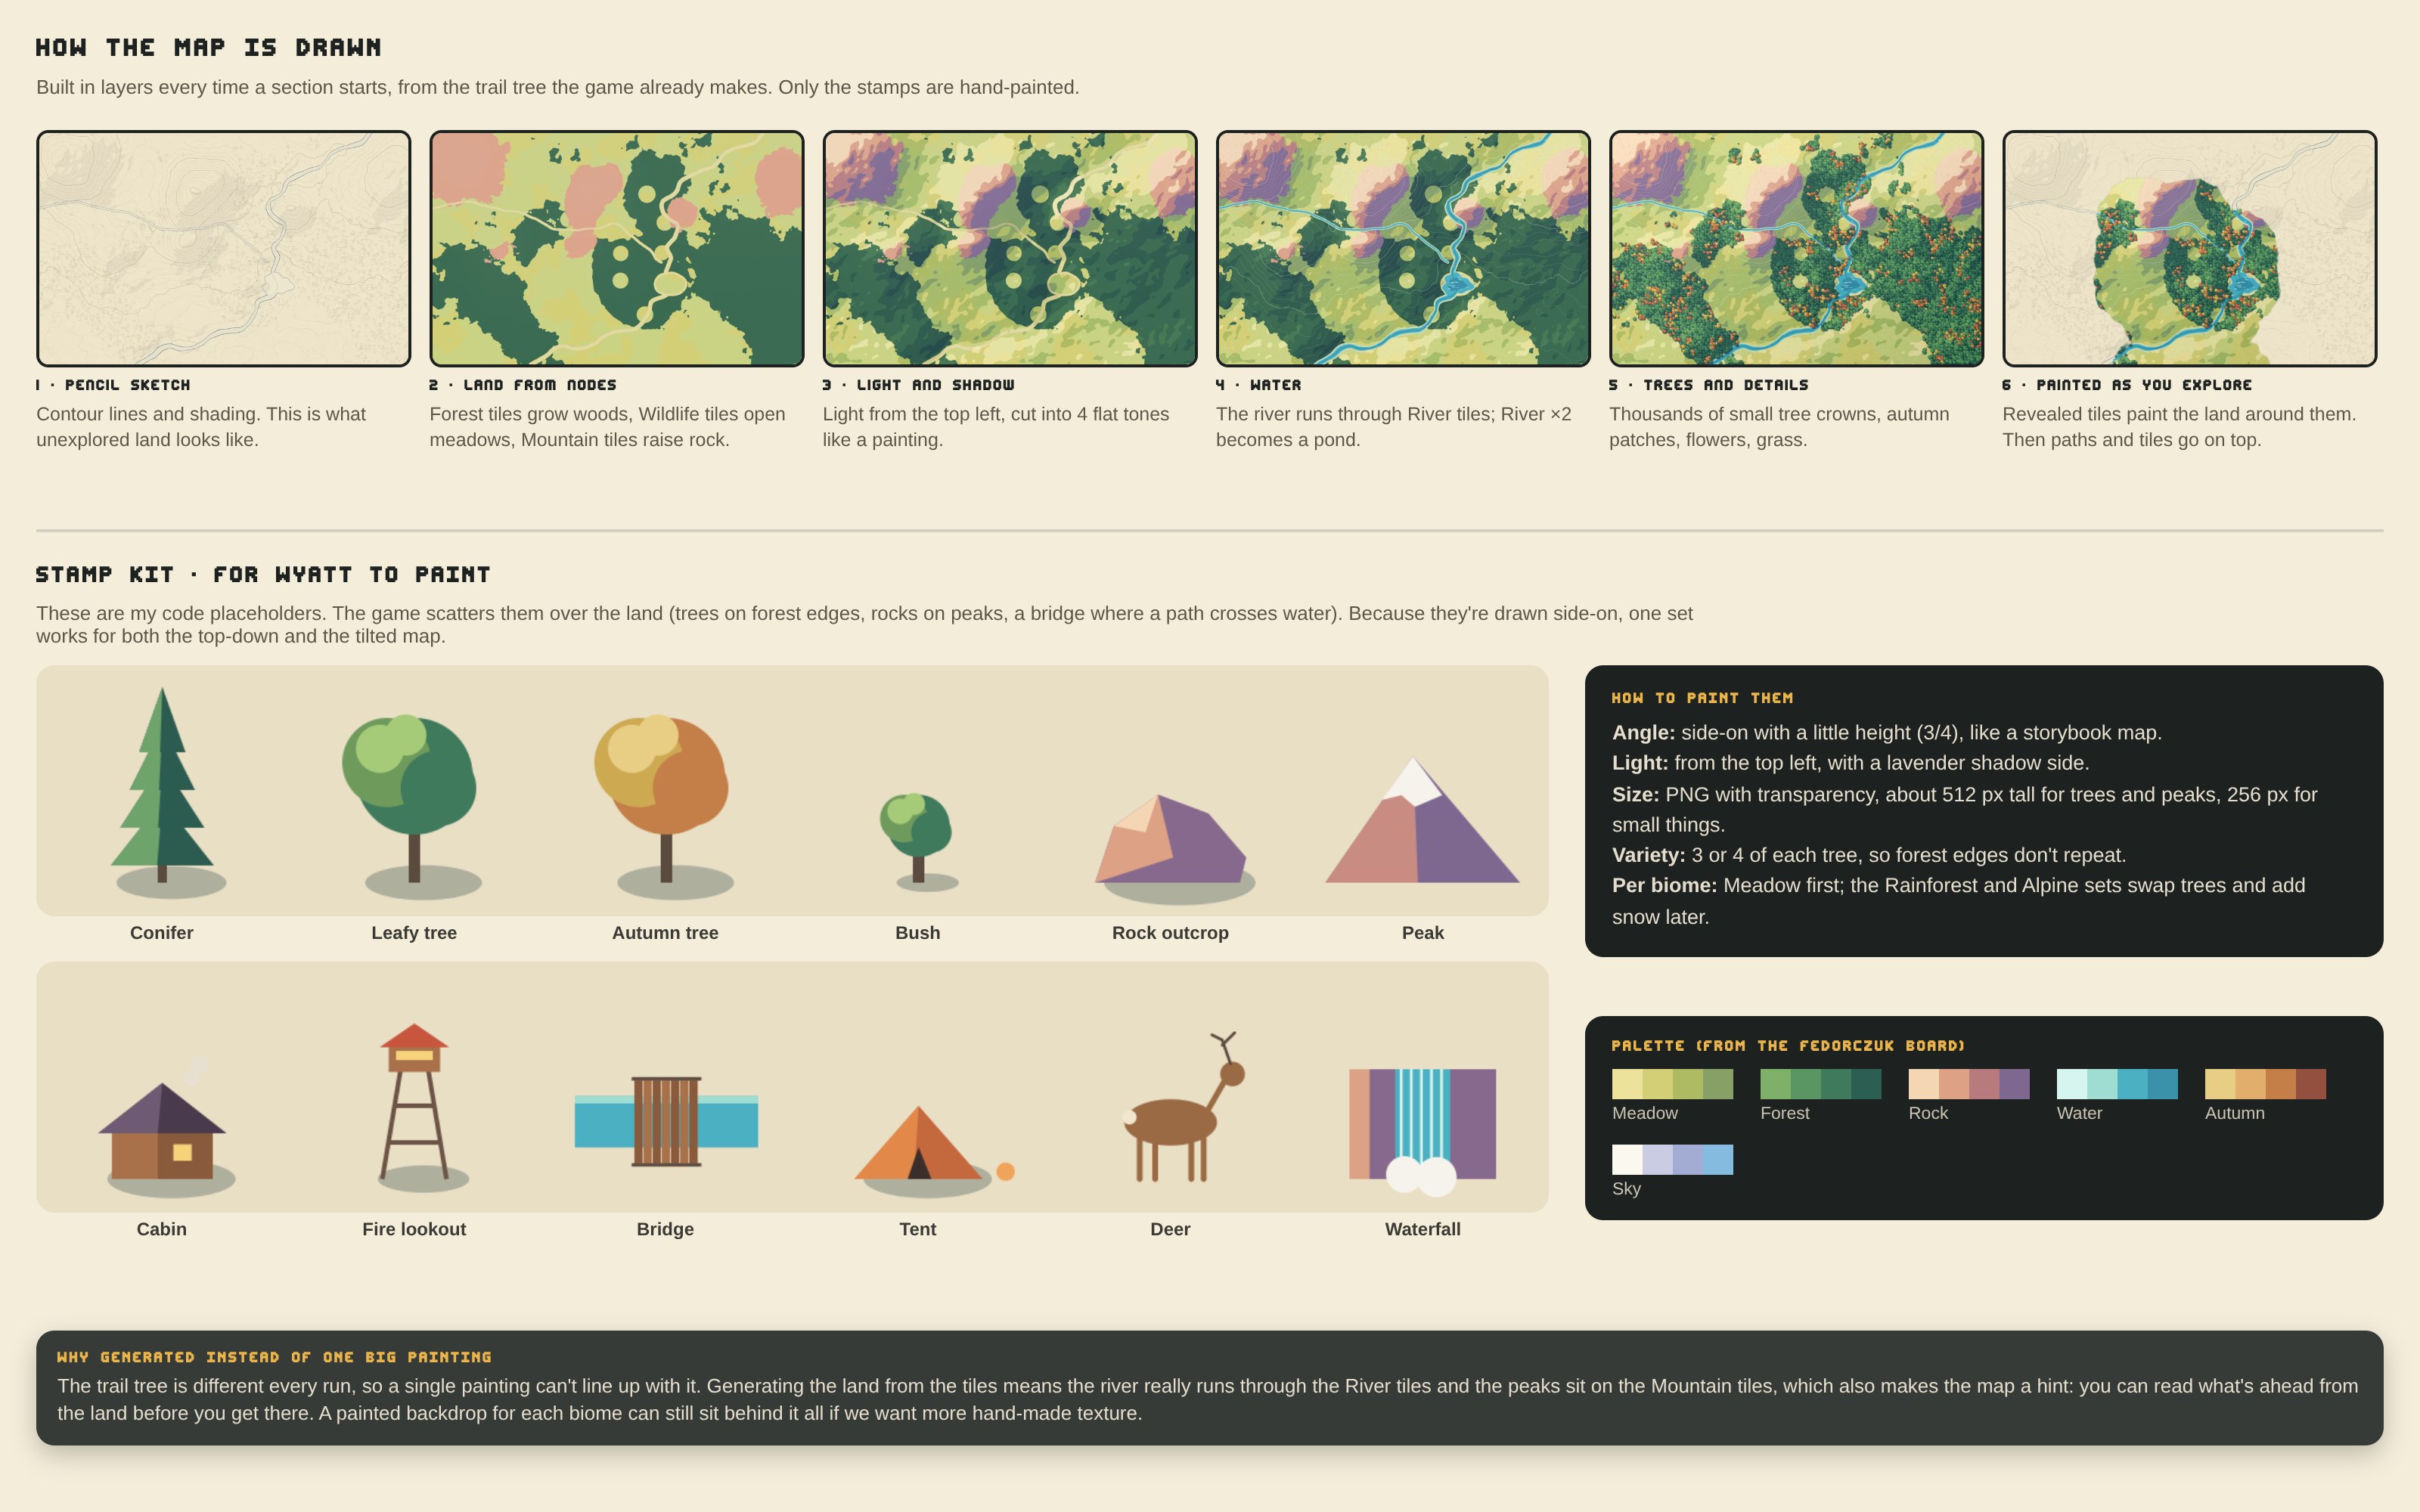 HOW THE MAP IS DRAWN
Built in layers every time a section starts, from the trail tree the game already makes. Only the stamps are hand-painted.
1 · PENCIL SKETCH
Contour lines and shading. This is what
unexplored land looks like.
2 · LAND FROM NODES
Forest tiles grow woods, Wildlife tiles open
meadows, Mountain tiles raise rock.
3 · LIGHT AND SHADOW
Light from the top left, cut into 4 flat tones
like a painting.
4 · WATER
The river runs through River tiles; River ×2
becomes a pond.
5 · TREES AND DETAILS
Thousands of small tree crowns, autumn
patches, flowers, grass.
6 · PAINTED AS YOU EXPLORE
Revealed tiles paint the land around them.
Then paths and tiles go on top.
STAMP KIT · FOR WYATT TO PAINT
These are my code placeholders. The game scatters them over the land (trees on forest edges, rocks on peaks, a bridge where a path crosses water). Because they're drawn side-on, one set
works for both the top-down and the tilted map.
Conifer
Leafy tree
Autumn tree
Bush
Rock outcrop
Peak
Cabin
Fire lookout
Bridge
Tent
Deer
Waterfall
HOW TO PAINT THEM
Angle: side-on with a little height (3/4), like a storybook map.
Light: from the top left, with a lavender shadow side.
Size: PNG with transparency, about 512 px tall for trees and peaks, 256 px for
small things.
Variety: 3 or 4 of each tree, so forest edges don't repeat.
Per biome: Meadow first; the Rainforest and Alpine sets swap trees and add
snow later.
PALETTE (FROM THE FEDORCZUK BOARD)
Meadow
Forest
Rock
Water
Autumn
Sky
WHY GENERATED INSTEAD OF ONE BIG PAINTING
The trail tree is different every run, so a single painting can't line up with it. Generating the land from the tiles means the river really runs through the River tiles and the peaks sit on the Mountain tiles, which also makes the map a hint: you can read what's ahead from
the land before you get there. A painted backdrop for each biome can still sit behind it all if we want more hand-made texture.